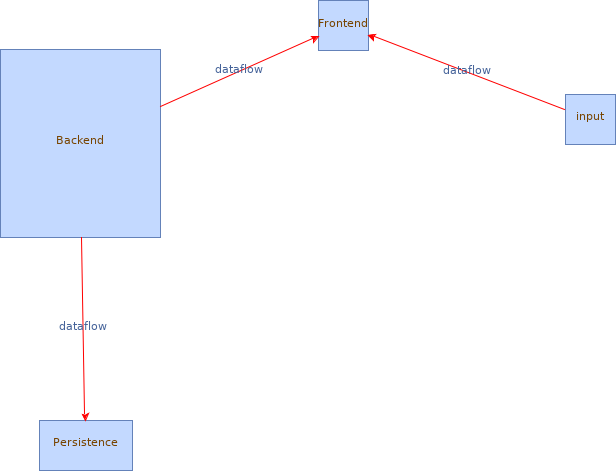 Frontend
dataflow
dataflow
input
Backend
dataflow
Persistence